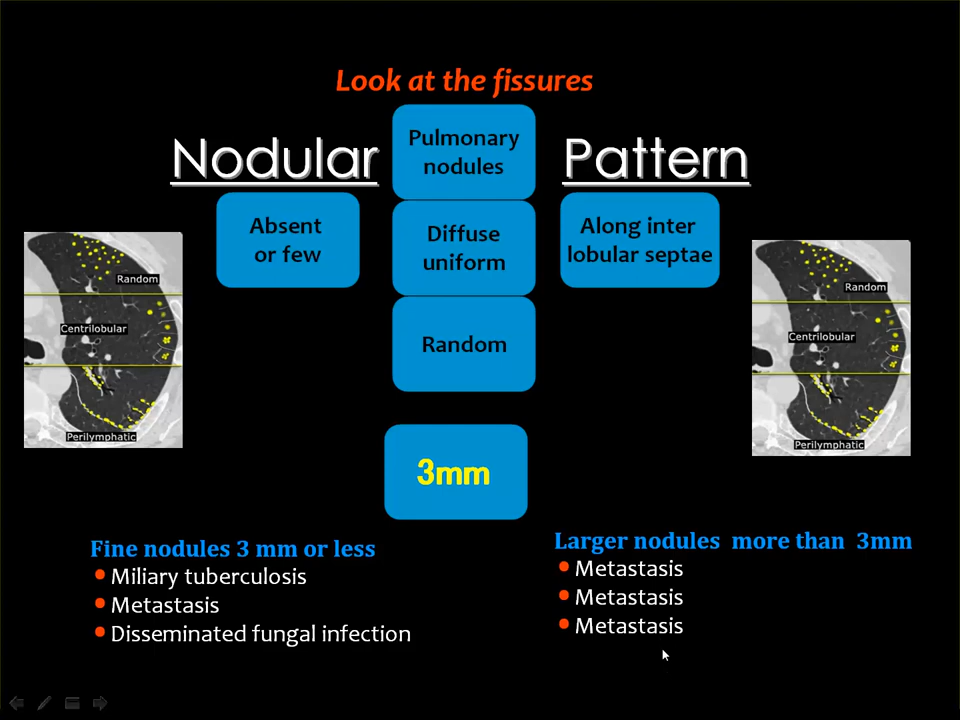 Look at the fissures
Nodular
Pulmonary
nodules
Pattern
Absent
or few
Diffuse
uniform
Along inter
lobular septae
Random
Centrilobular
Perilymphatic
Random
Random
Centrilobular
Perilymphatic
3mm
Fine nodules 3 mm or less
• Miliary tuberculosis
• Metastasis
• Disseminated fungal infection
Larger nodules more than 3mm
• Metastasis
• Metastasis
• Metastasis